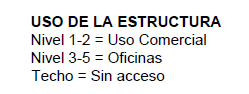 USO DE LA ESTRUCTURA
Nivel 1-2 = Uso Comercial
Nivel 3-5 = Oficinas
Techo = Sin acceso